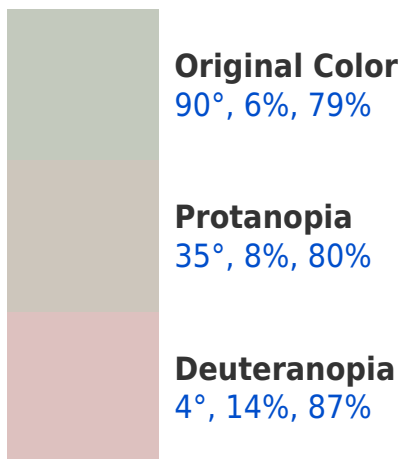 Original Color
90°, 6%, 79%
Protanopia
35°, 8%, 80%
Deuteranopia
4°, 14%, 87%